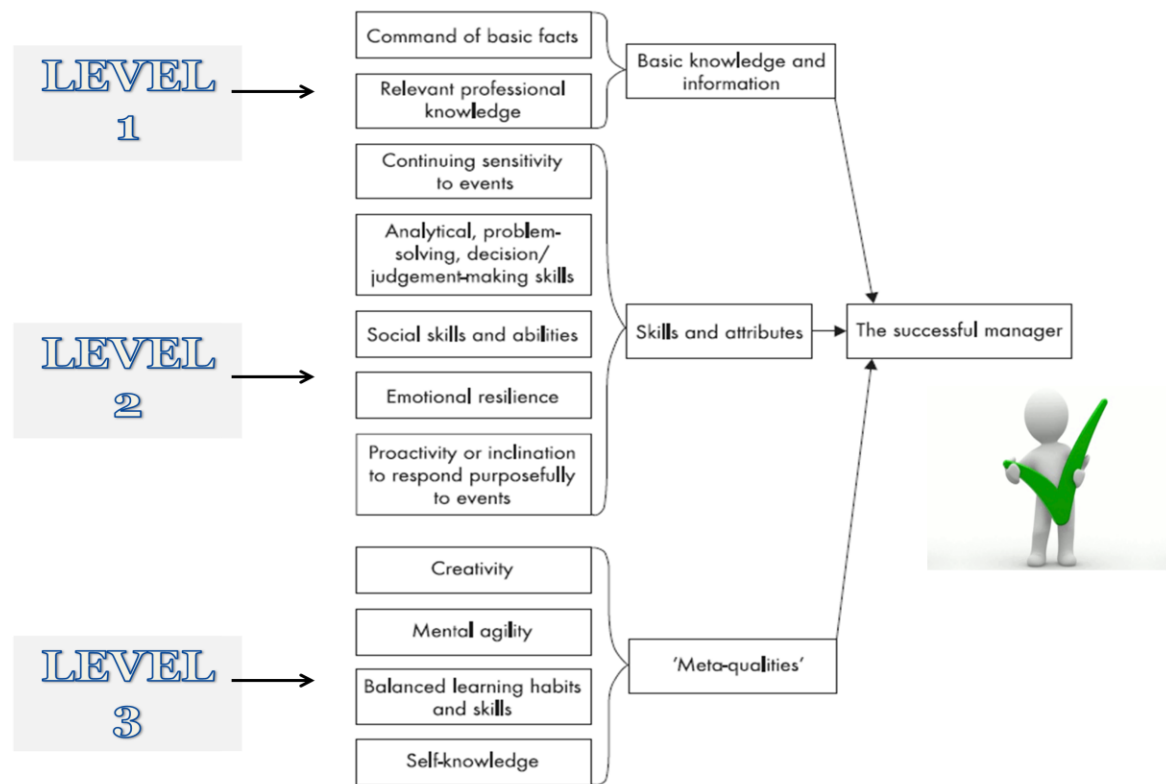 LEVEL
1
Command of basic facts
Relevant professional
knowledge
Basic knowledge and
information
LEVEL
2
Continuing sensitivity
to events
Analytical, problem-
solving, decision/
judgement-making skills
Social skills and abilities
Emotional resilience
Proactivity or inclination
to respond purposefully
to events
Skills and attributes
The successful manager
LEVEL
3
Creativity
Mental agility
Balanced learning habits
and skills
Self-knowledge
'Meta-qualities'